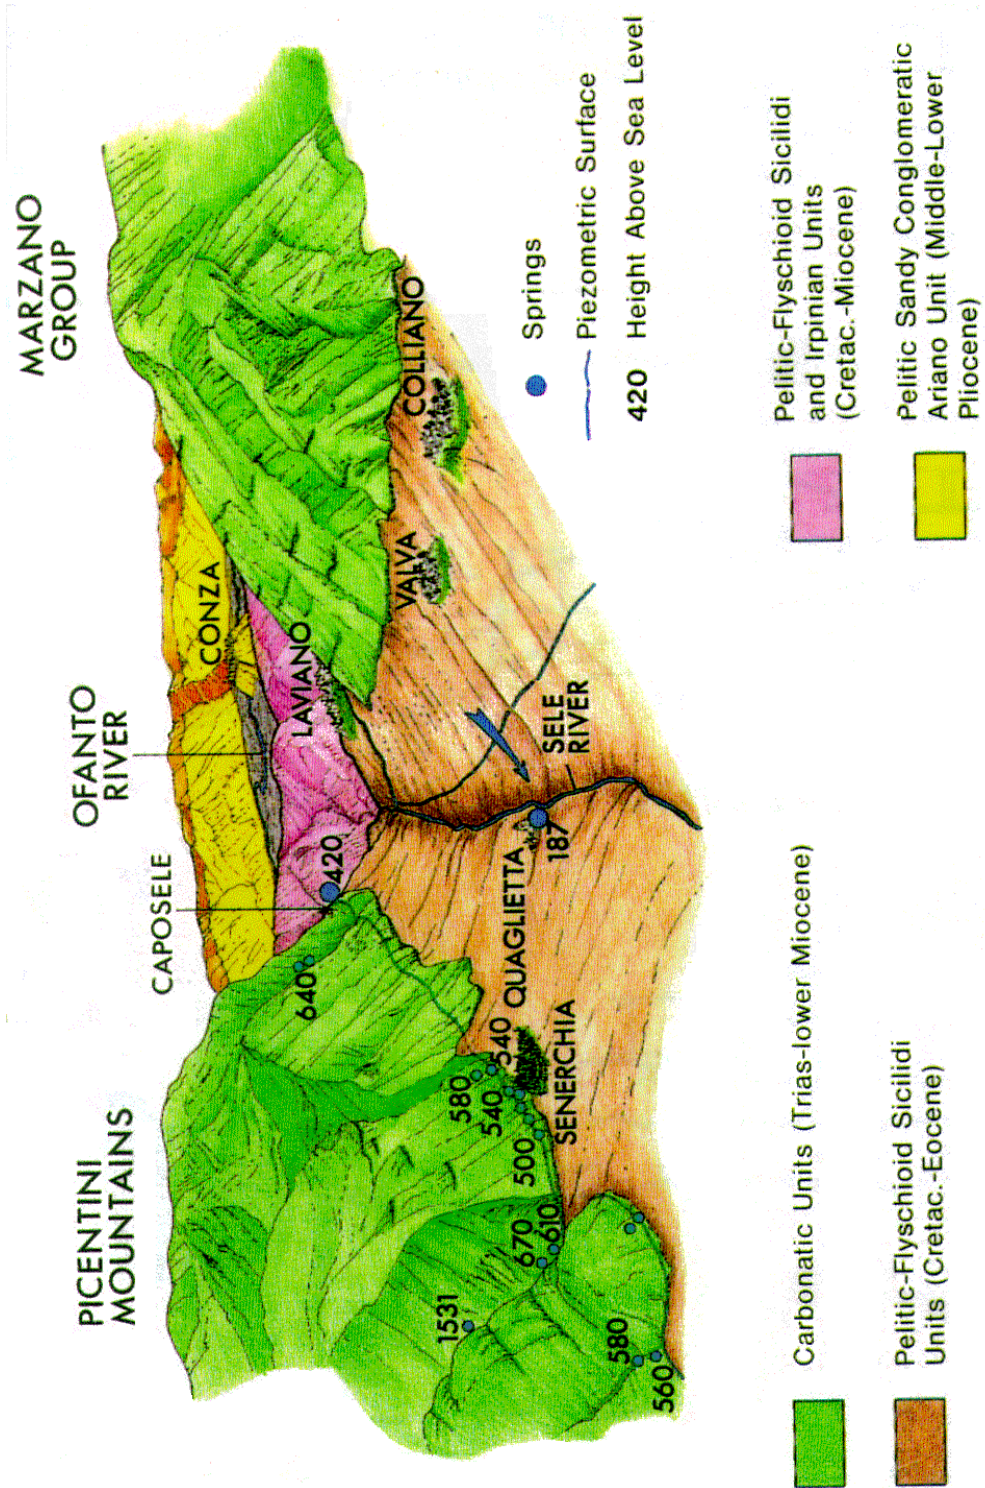 PICENTINI
MOUNTAINS
CAPOSELE
OFANTO
RIVER
MARZANO
GROUP
CONZA
LAVIANO
VALVA
COLLIANO
640
420
1531
670
610
580
540
540
500
QUAGLIETTA
SENERCHIA
187
SELE
RIVER
580
560
Springs
Piezometric Surface
420 Height Above Sea Level
Carbonatic Units (Trias-lower Miocene)
Pelitic-Flyschioid Sicilidi
Units (Cretac.-Eocene)
Pelitic-Flyschioid Sicilidi
and Irpinian Units
(Cretac.-Miocene)
Pelitic Sandy Conglomeratic
Ariano Unit (Middle-Lower
Pliocene)